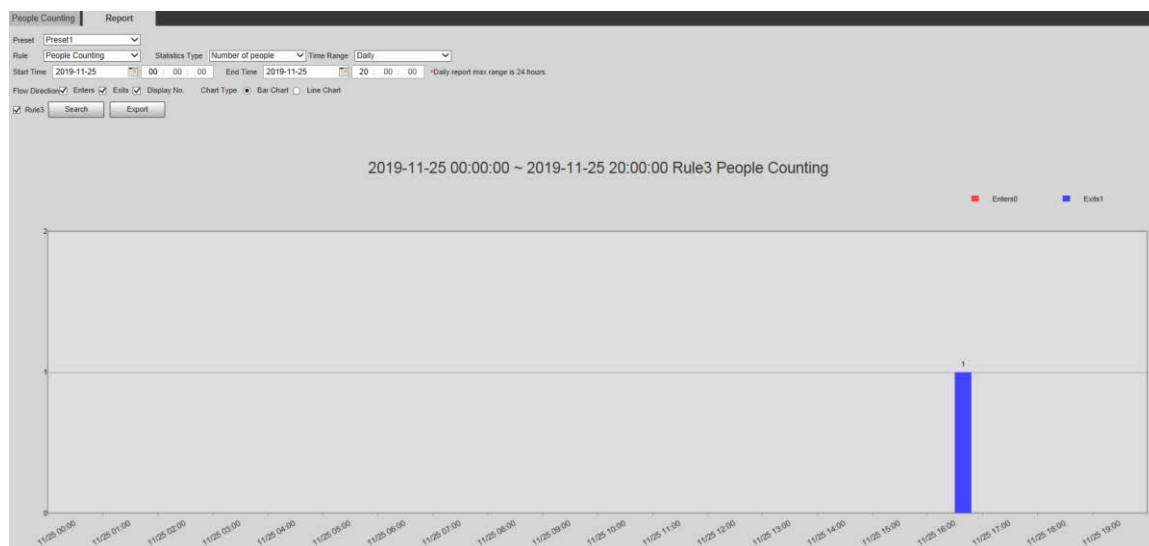 People Counting Report
Preset Preset1
Rule People Counting Statistics Type Number of people Time Range Daily
Start Time 2019-11-25 00 : 00 : 00 End Time 2019-11-25 20 : 00 : 00 *Daily report max range is 24 hours.
Flow Direction Enters Exits Display No. Chart Type Bar Chart Line Chart
Rule3 Search Export
2019-11-25 00:00:00 ~ 2019-11-25 20:00:00 Rule3 People Counting
Enters0 Exits1
2
1
1
0
11/25 00:00 11/25 01:00 11/25 02:00 11/25 03:00 11/25 04:00 11/25 05:00 11/25 06:00 11/25 07:00 11/25 08:00 11/25 09:00 11/25 10:00 11/25 11:00 11/25 12:00 11/25 13:00 11/25 14:00 11/25 15:00 11/25 16:00 11/25 17:00 11/25 18:00 11/25 19:00